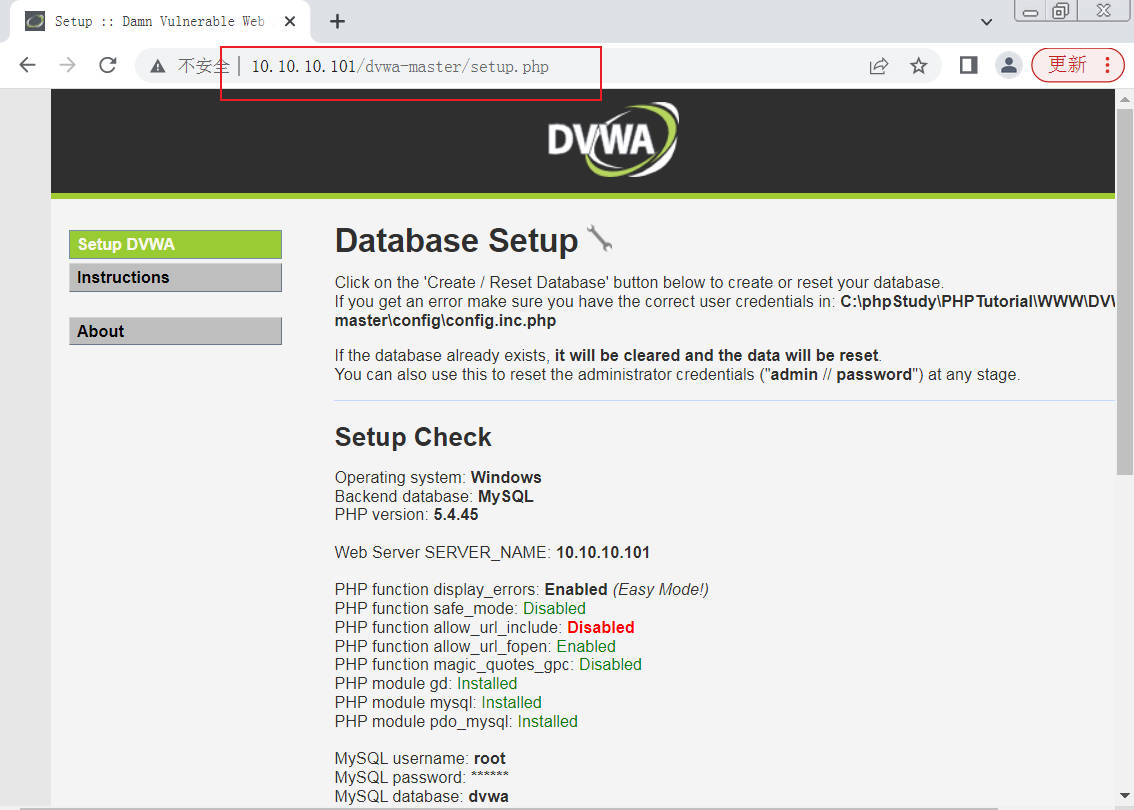 Setup :: Damn Vulnerable Web
不安全 | 10.10.10.101/dvwa-master/setup.php
更新
DVWA
Setup DVWA
Instructions
About
Database Setup
Click on the 'Create / Reset Database' button below to create or reset your database.
If you get an error make sure you have the correct user credentials in: C:\phpStudy\PHPTutorial\WWW\DV
master\config\config.inc.php
If the database already exists, it will be cleared and the data will be reset.
You can also use this to reset the administrator credentials ("admin // password") at any stage.
Setup Check
Operating system: Windows
Backend database: MySQL
PHP version: 5.4.45
Web Server SERVER_NAME: 10.10.10.101
PHP function display_errors: Enabled (Easy Mode!)
PHP function safe_mode: Disabled
PHP function allow_url_include: Disabled
PHP function allow_url_fopen: Enabled
PHP function magic_quotes_gpc: Disabled
PHP module gd: Installed
PHP module mysql: Installed
PHP module pdo_mysql: Installed
MySQL username: root
MySQL password: ******
MySQL database: dvwa